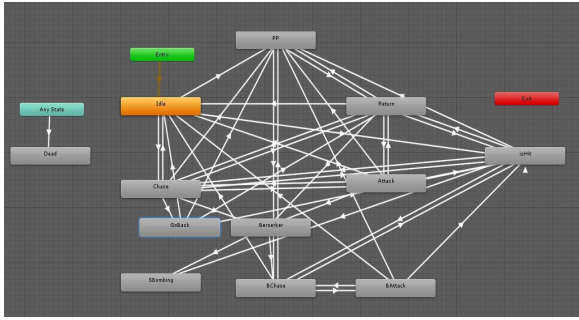 PP
Entry
Idle
Return
Exit
Any State
Dead
IsHit
Chase
Attack
GoBack
Berserker
SBombing
BChase
BAttack